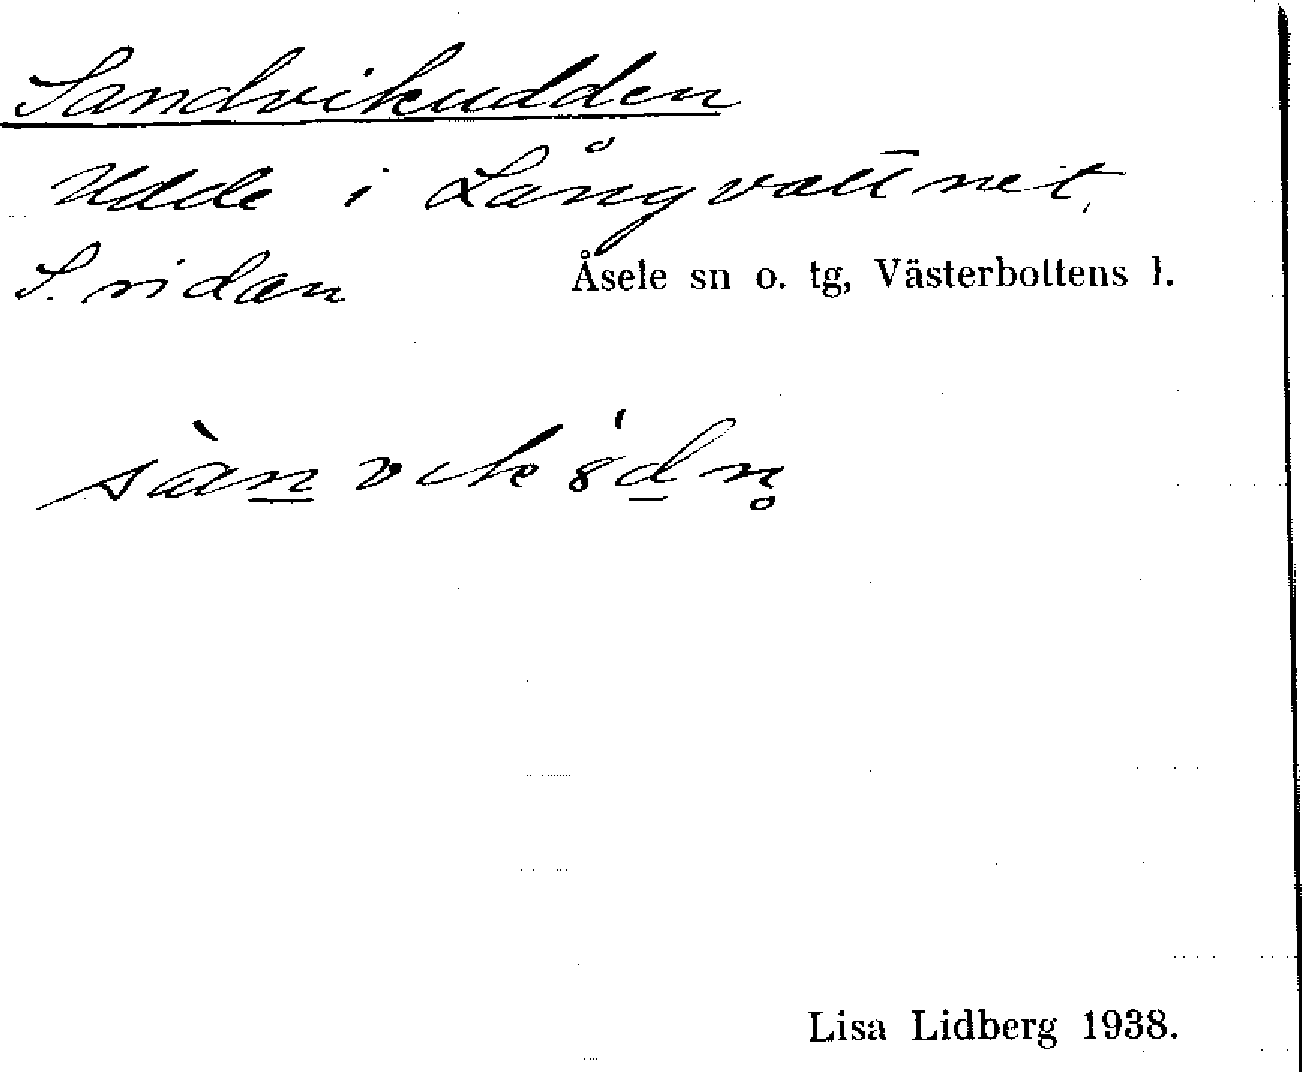 Sandvikudden
Udde i Långvattnet,
S. sidan
Åsele sn o. tg, Västerbottens l.
Lisa Lidberg 1938.